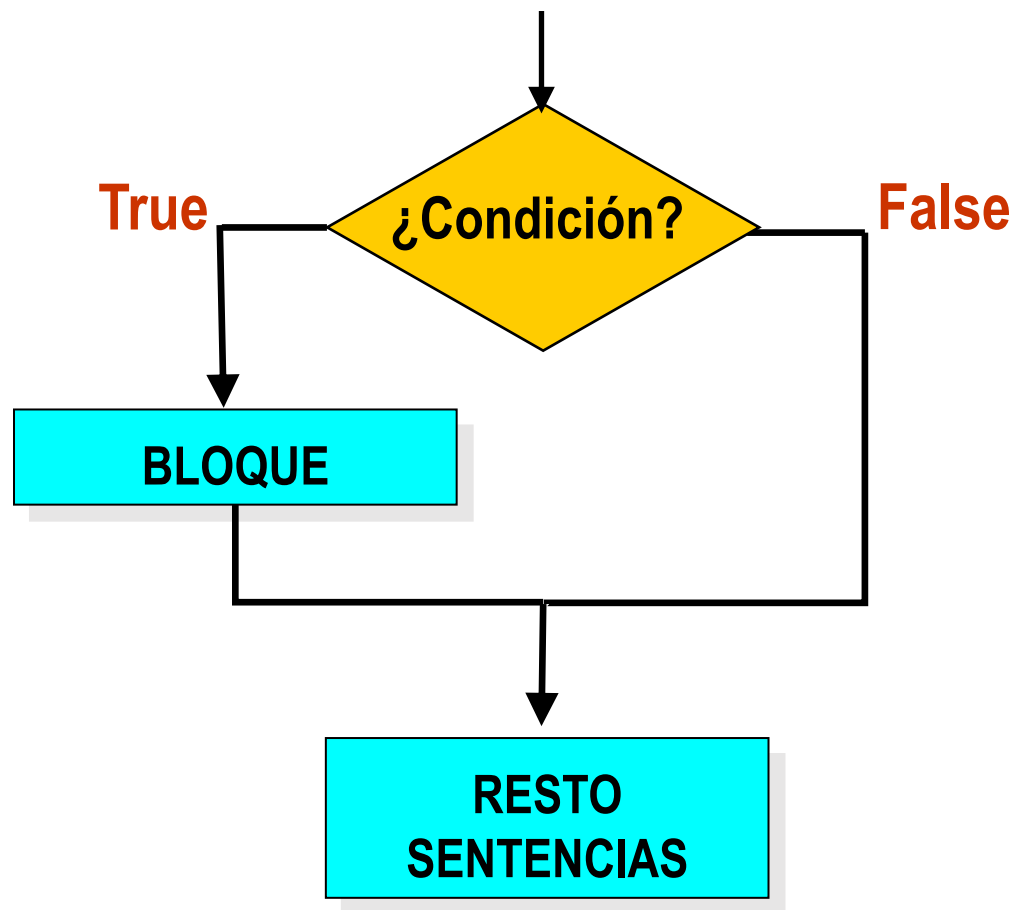 True
¿Condición?
False
BLOQUE
RESTO
SENTENCIAS